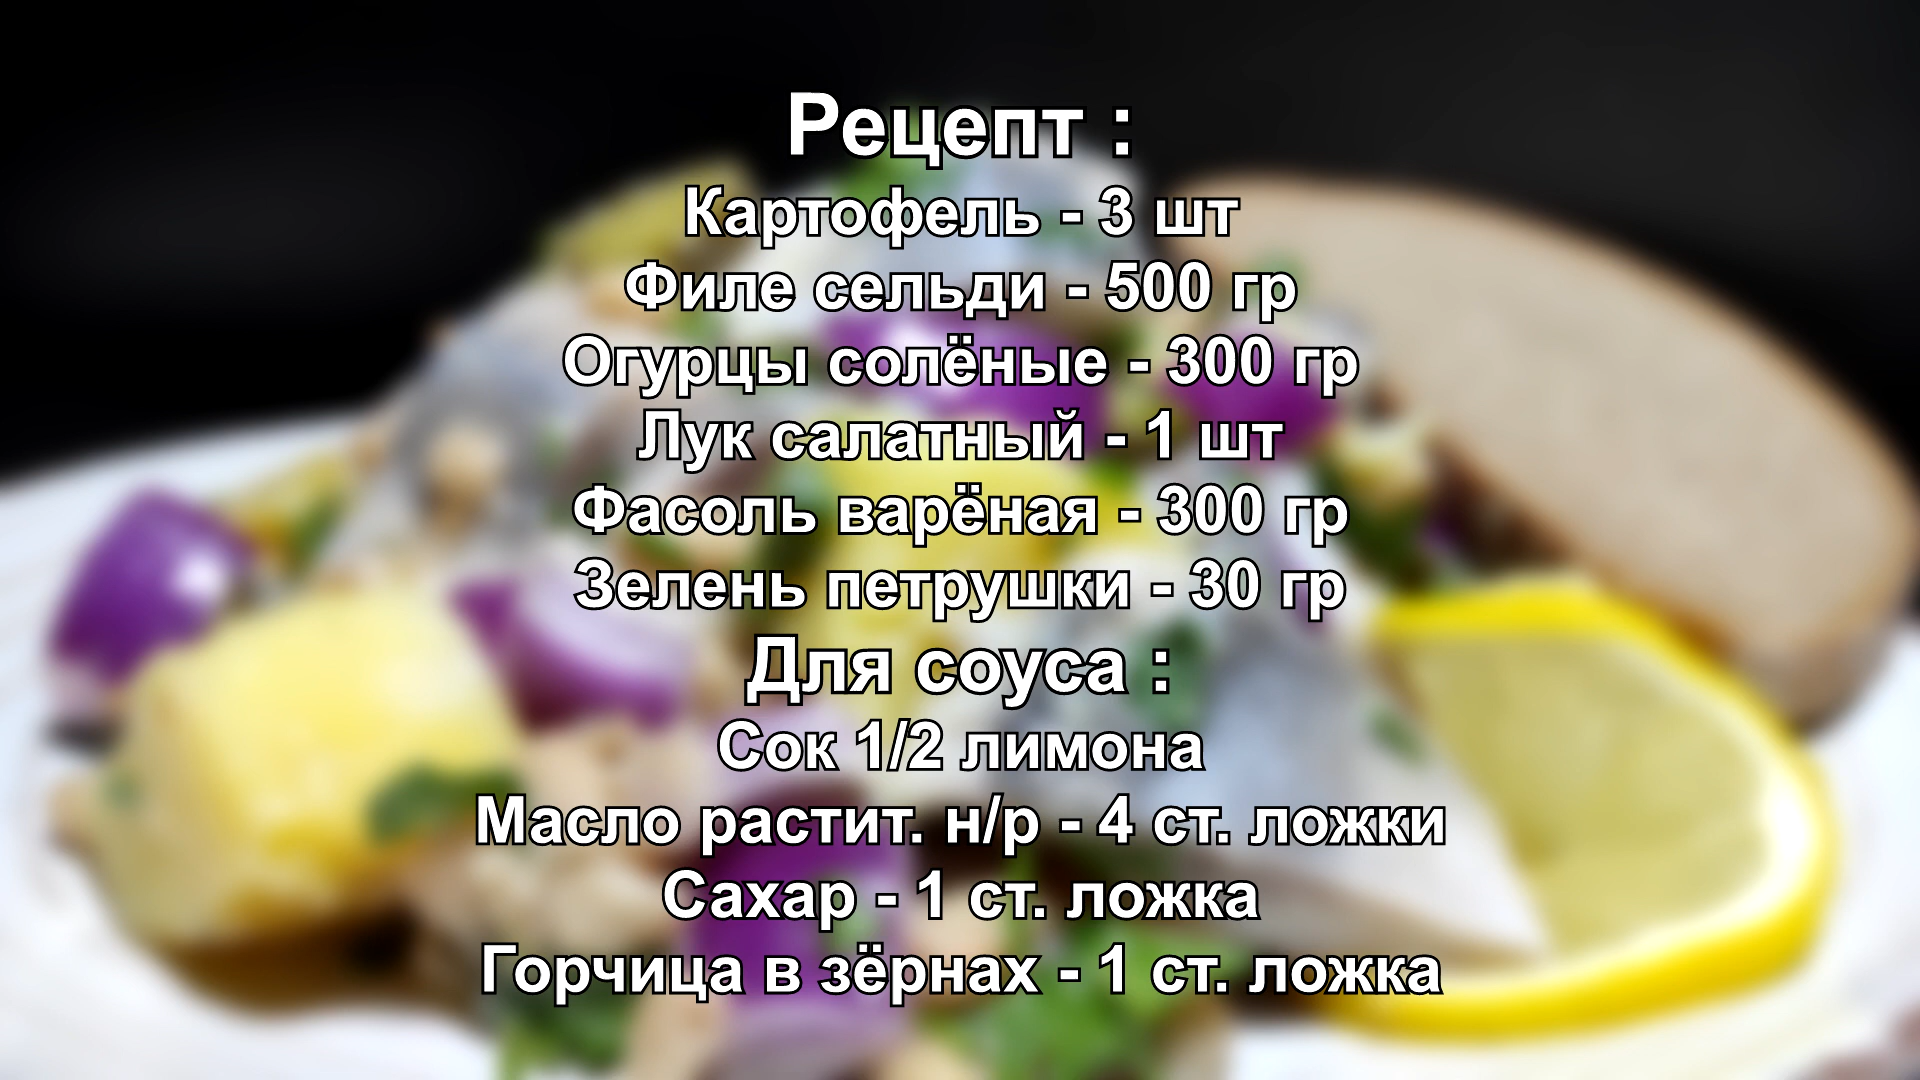 Рецепт :
Картофель - 3 шт
Филе сельди - 500 гр
Огурцы солёные - 300 гр
Лук салатный - 1 шт
Фасоль варёная - 300 гр
Зелень петрушки - 30 гр
Для соуса :
Сок 1/2 лимона
Масло растит. н/р - 4 ст. ложки
Сахар - 1 ст. ложка
Горчица в зёрнах - 1 ст. ложка